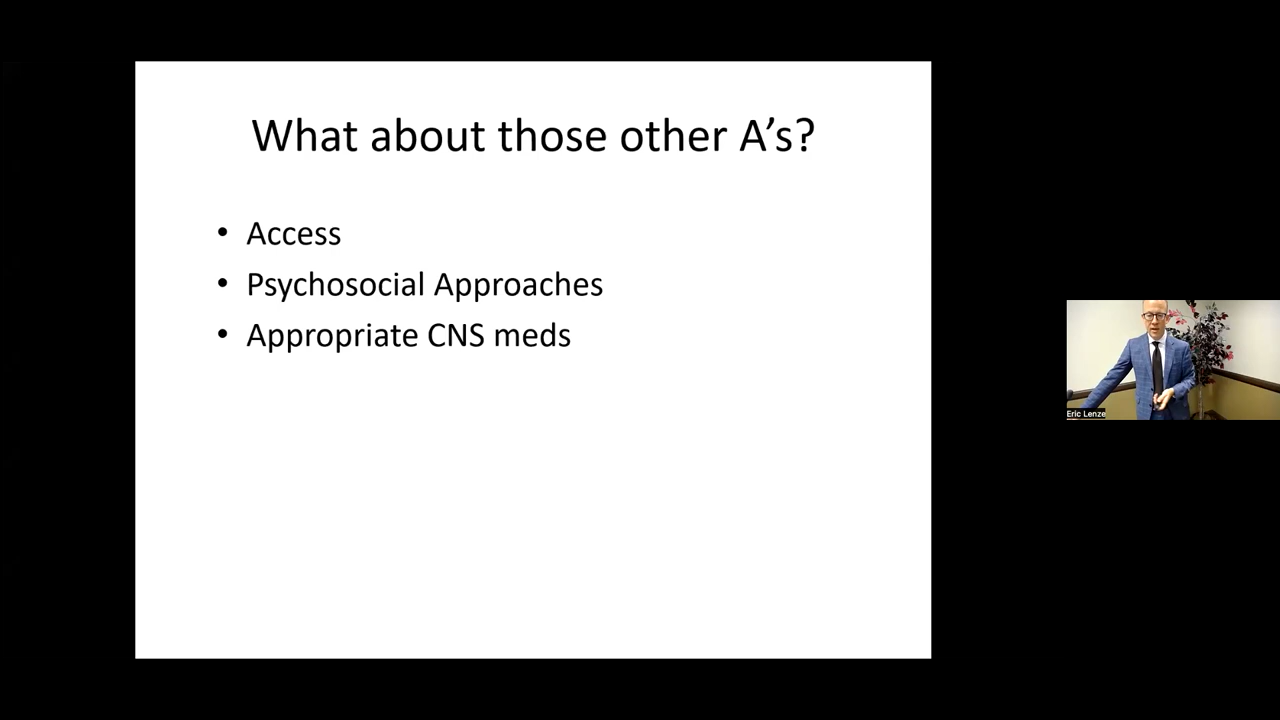 What about those other A’s?
• Access
• Psychosocial Approaches
• Appropriate CNS meds
Eric Lenze